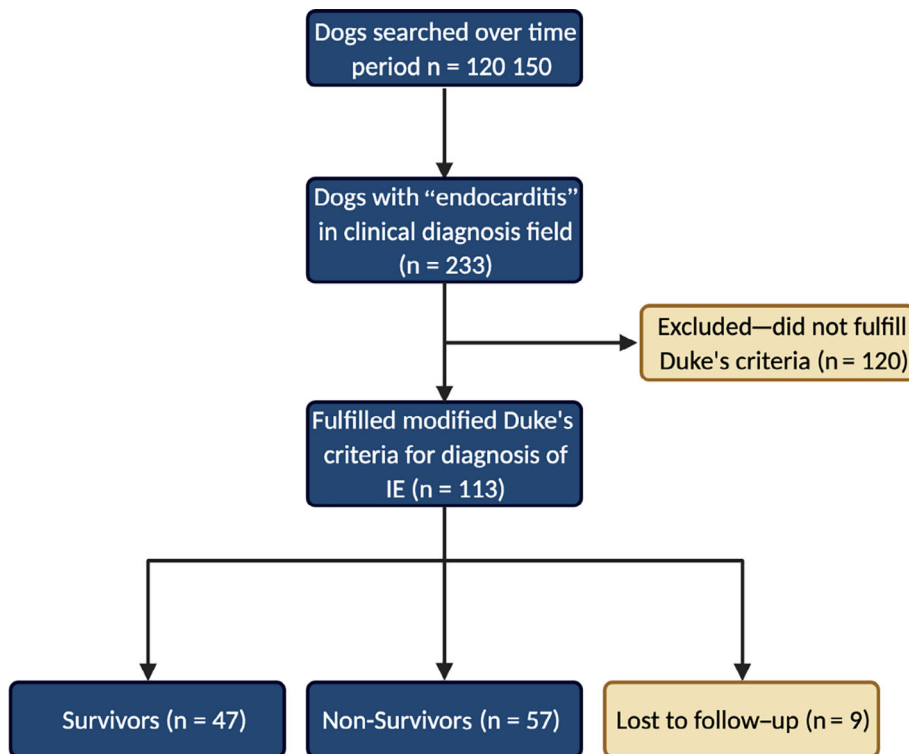 Dogs searched over time
period n = 120 150
Dogs with “endocarditis”
in clinical diagnosis field
(n = 233)
Excluded—did not fulfill
Duke's criteria (n = 120)
Fulfilled modified Duke's
criteria for diagnosis of
IE (n = 113)
Survivors (n = 47)
Non-Survivors (n = 57)
Lost to follow–up (n = 9)